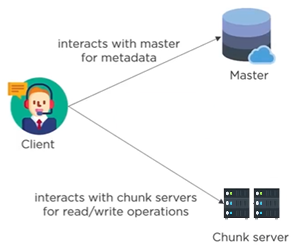 interacts with master
for metadata
Master
Client
interacts with chunk servers
for read/write operations
Chunk server